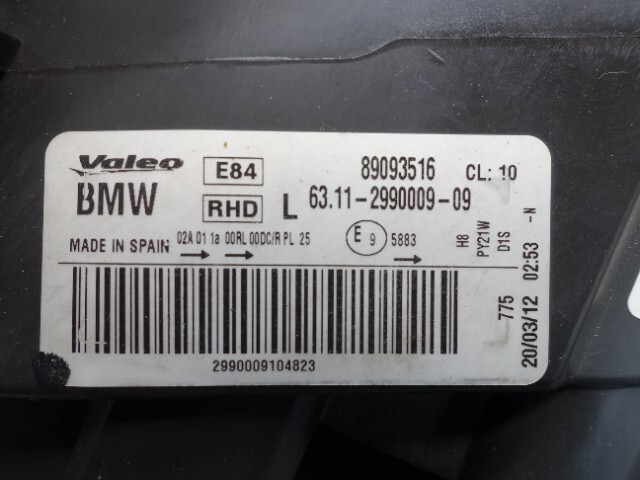 Valeo E84 89093516 CL: 10
BMW RHD L 63.11-2990009-09
MADE IN SPAIN 02A 01 1a 00RL 00DC/R PL 25 E 9 5883
H8
PY21W
D1S
-N
775
20/03/12 02:53
2990009104823